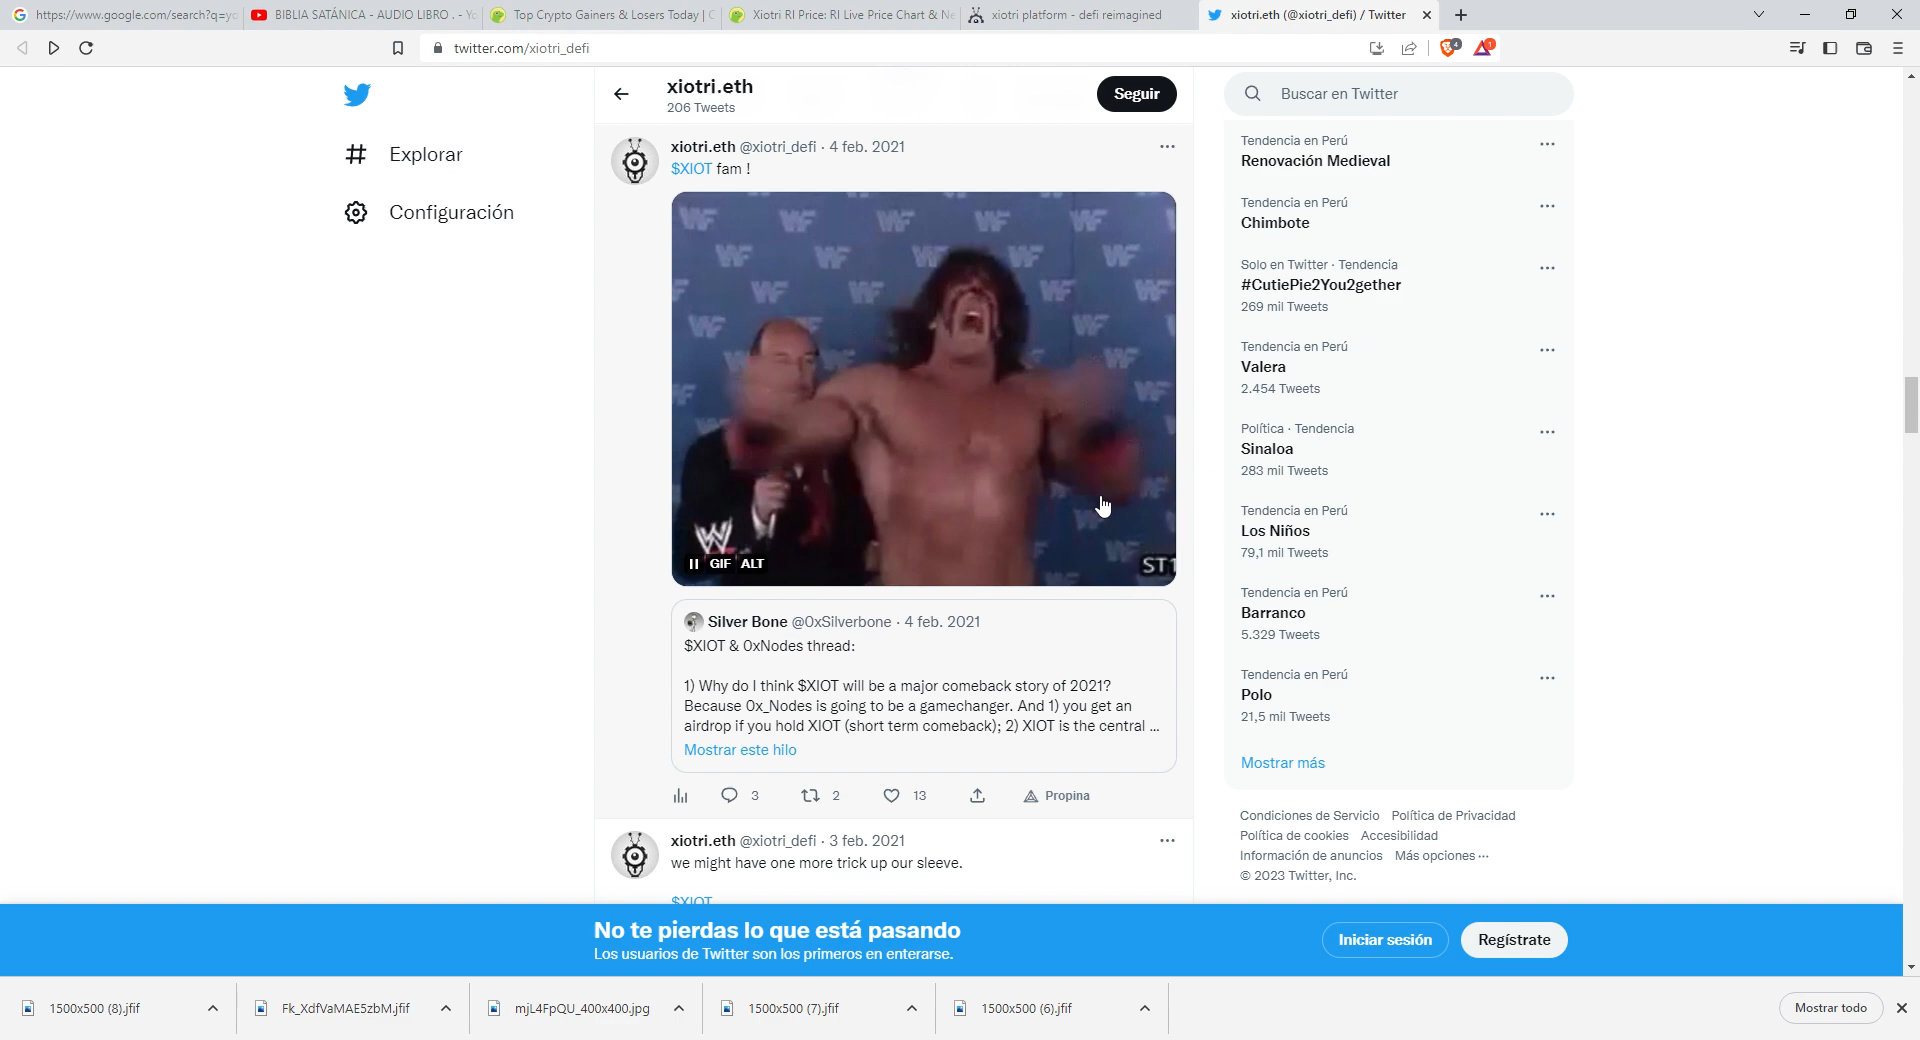 https://www.google.com/search?q=yo
BIBLIA SATÁNICA - AUDIO LIBRO . - Yo
Top Crypto Gainers & Losers Today | C
Xiotri RI Price: RI Live Price Chart & Ne
xiotri platform - defi reimagined
xiotri.eth (@xiotri_defi) / Twitter
twitter.com/xiotri_defi
4
1
Explorar
Configuración
xiotri.eth
206 Tweets
Seguir
xiotri.eth @xiotri_defi · 4 feb. 2021
$XIOT fam !
GIF ALT
ST1
Silver Bone @0xSilverbone · 4 feb. 2021
$XIOT & 0xNodes thread:
1) Why do I think $XIOT will be a major comeback story of 2021?
Because 0x_Nodes is going to be a gamechanger. And 1) you get an
airdrop if you hold XIOT (short term comeback); 2) XIOT is the central ...
Mostrar este hilo
3
2
13
Propina
xiotri.eth @xiotri_defi · 3 feb. 2021
we might have one more trick up our sleeve.
$XIOT
Buscar en Twitter
Tendencia en Perú
Renovación Medieval
Tendencia en Perú
Chimbote
Solo en Twitter · Tendencia
#CutiePie2You2gether
269 mil Tweets
Tendencia en Perú
Valera
2.454 Tweets
Política · Tendencia
Sinaloa
283 mil Tweets
Tendencia en Perú
Los Niños
79,1 mil Tweets
Tendencia en Perú
Barranco
5.329 Tweets
Tendencia en Perú
Polo
21,5 mil Tweets
Mostrar más
Condiciones de Servicio Política de Privacidad
Política de cookies Accesibilidad
Información de anuncios Más opciones ···
© 2023 Twitter, Inc.
No te pierdas lo que está pasando
Los usuarios de Twitter son los primeros en enterarse.
Iniciar sesión
Regístrate
1500x500 (8).jfif
Fk_XdfVaMAE5zbM.jfif
mjL4FpQU_400x400.jpg
1500x500 (7).jfif
1500x500 (6).jfif
Mostrar todo